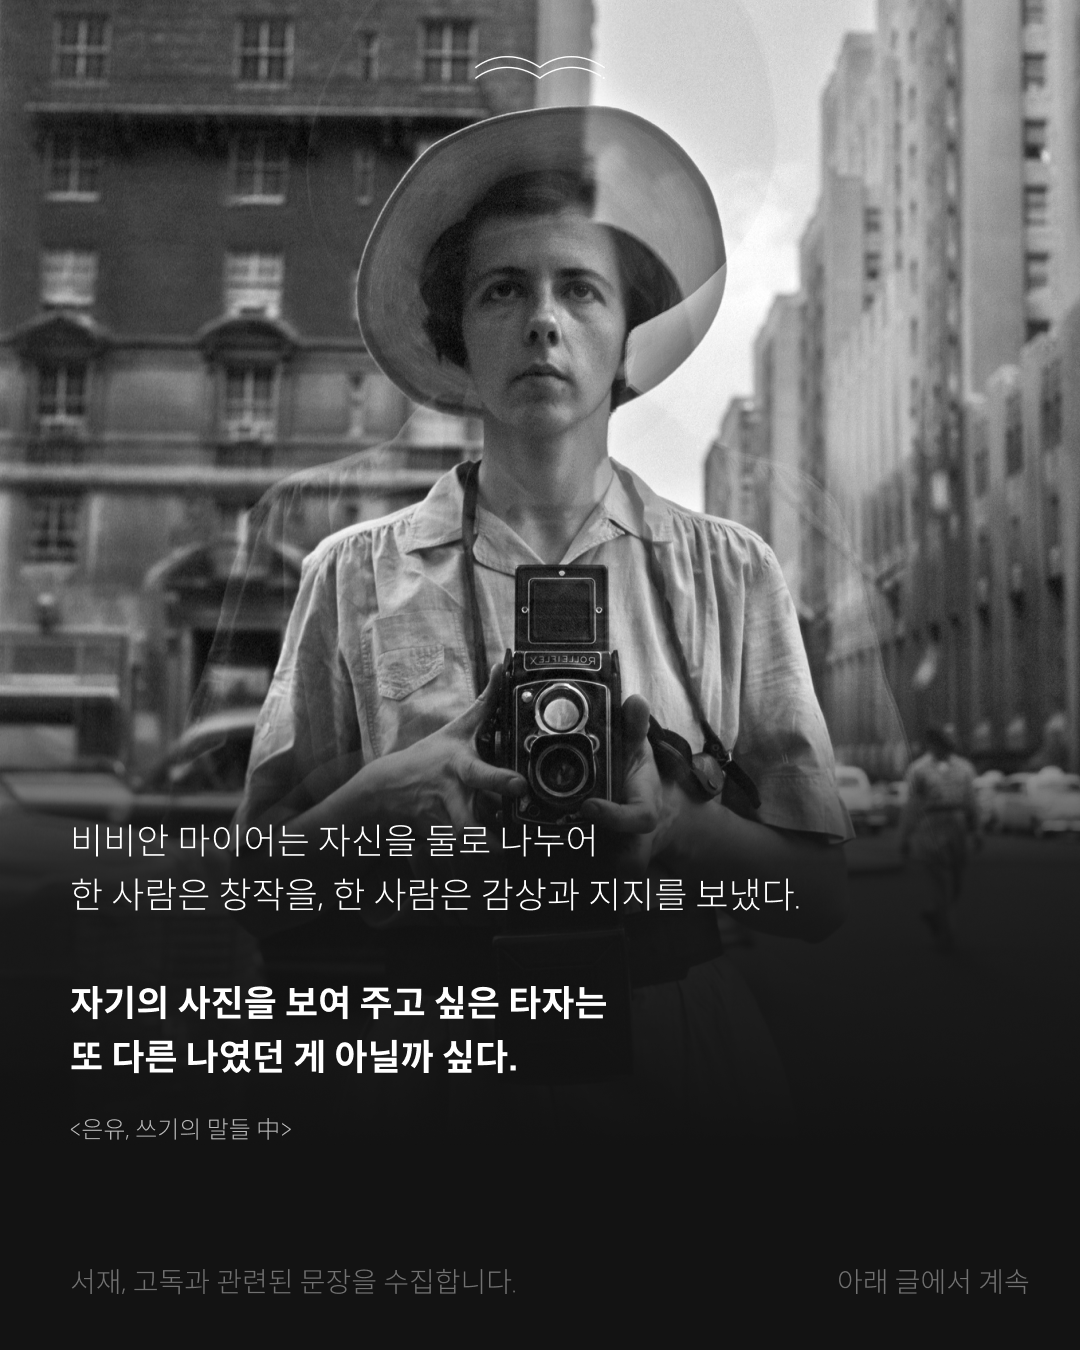 ROLLEIFLEX
비비안 마이어는 자신을 둘로 나누어
한 사람은 창작을, 한 사람은 감상과 지지를 보냈다.
자기의 사진을 보여 주고 싶은 타자는
또 다른 나였던 게 아닐까 싶다.
<은유, 쓰기의 말들 中>
서재, 고독과 관련된 문장을 수집합니다.
아래 글에서 계속